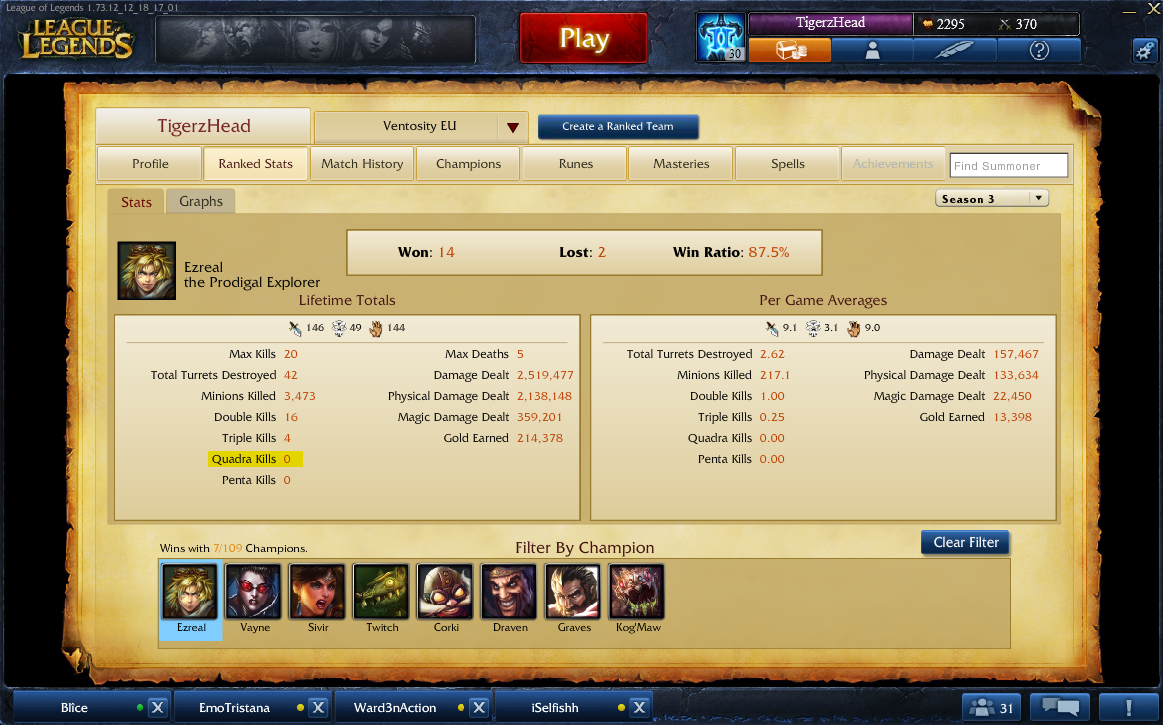 League of Legends 1.73.12_12_18_17_01
LEAGUE OF LEGENDS
Play
30
TigerzHead
2295
370
?
TigerzHead
Ventosity EU
Create a Ranked Team
Profile
Ranked Stats
Match History
Champions
Runes
Masteries
Spells
Achievements
Find Summoner
Stats
Graphs
Season 3
Ezreal
the Prodigal Explorer
Won: 14
Lost: 2
Win Ratio: 87.5%
Lifetime Totals
146 49 144
Max Kills 20
Total Turrets Destroyed 42
Minions Killed 3,473
Double Kills 16
Triple Kills 4
Quadra Kills 0
Penta Kills 0
Max Deaths 5
Damage Dealt 2,519,477
Physical Damage Dealt 2,138,148
Magic Damage Dealt 359,201
Gold Earned 214,378
Per Game Averages
9.1 3.1 9.0
Total Turrets Destroyed 2.62
Minions Killed 217.1
Double Kills 1.00
Triple Kills 0.25
Quadra Kills 0.00
Penta Kills 0.00
Damage Dealt 157,467
Physical Damage Dealt 133,634
Magic Damage Dealt 22,450
Gold Earned 13,398
Wins with 7/109 Champions.
Filter By Champion
Clear Filter
Ezreal
Vayne
Sivir
Twitch
Corki
Draven
Graves
Kog'Maw
Blice X
EmoTristana X
Ward3nAction X
iSelfishh X
31
!